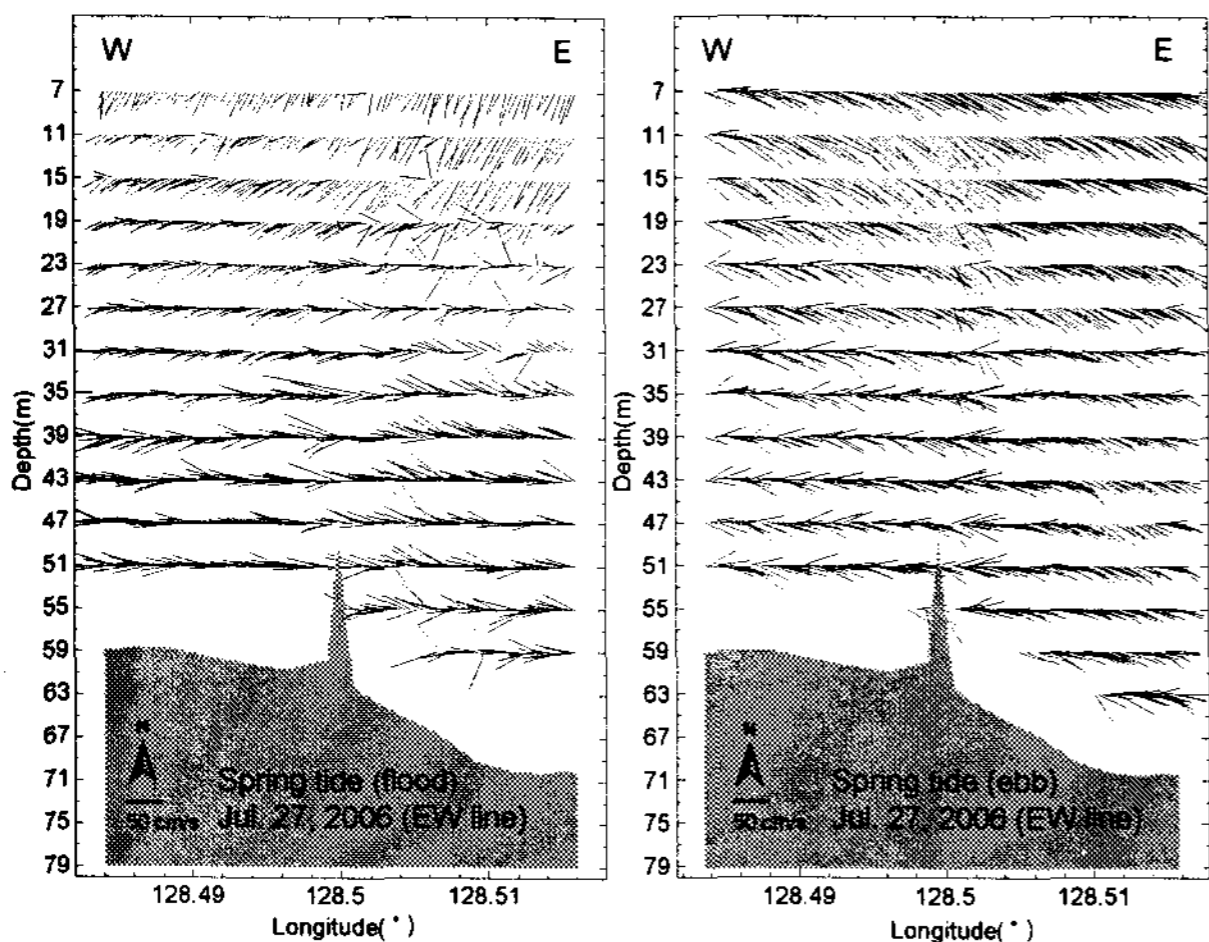 W E
7
11
15
19
23
27
31
35
39
43
47
51
55
59
63
67
71
75
79
Depth(m)
N
50 cm/s
Spring tide (flood)
Jul. 27, 2006 (EW line)
128.49 128.5 128.51
Longitude(°)
W E
7
11
15
19
23
27
31
35
39
43
47
51
55
59
63
67
71
75
79
Depth(m)
N
50 cm/s
Spring tide (ebb)
Jul. 27, 2006 (EW line)
128.49 128.5 128.51
Longitude(°)